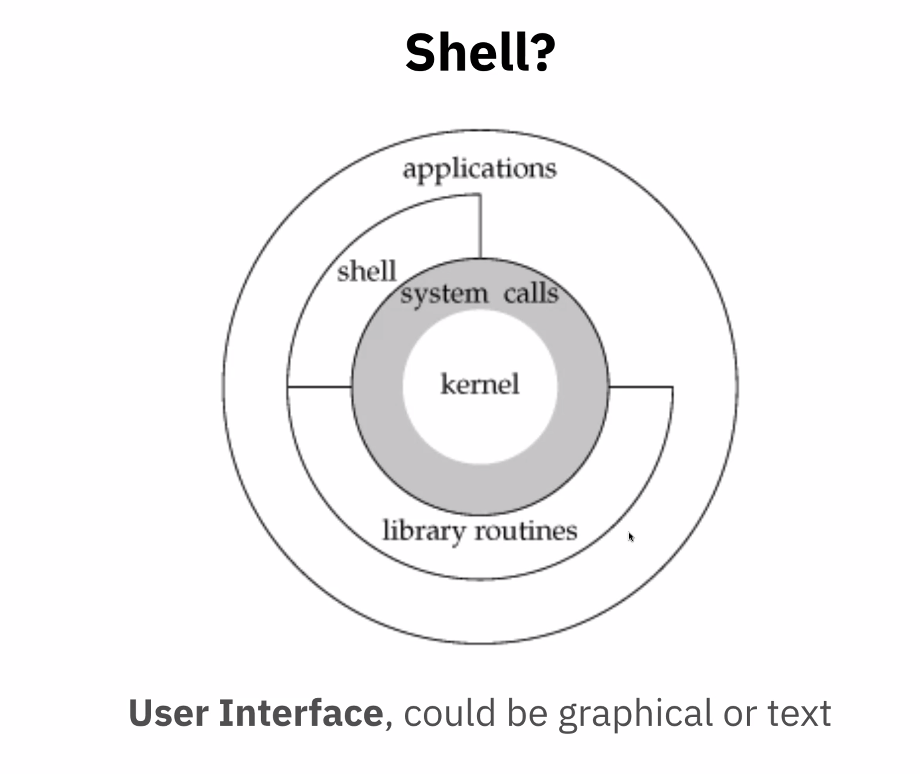 Shell?
applications
shell
system calls
kernel
library routines
User Interface, could be graphical or text